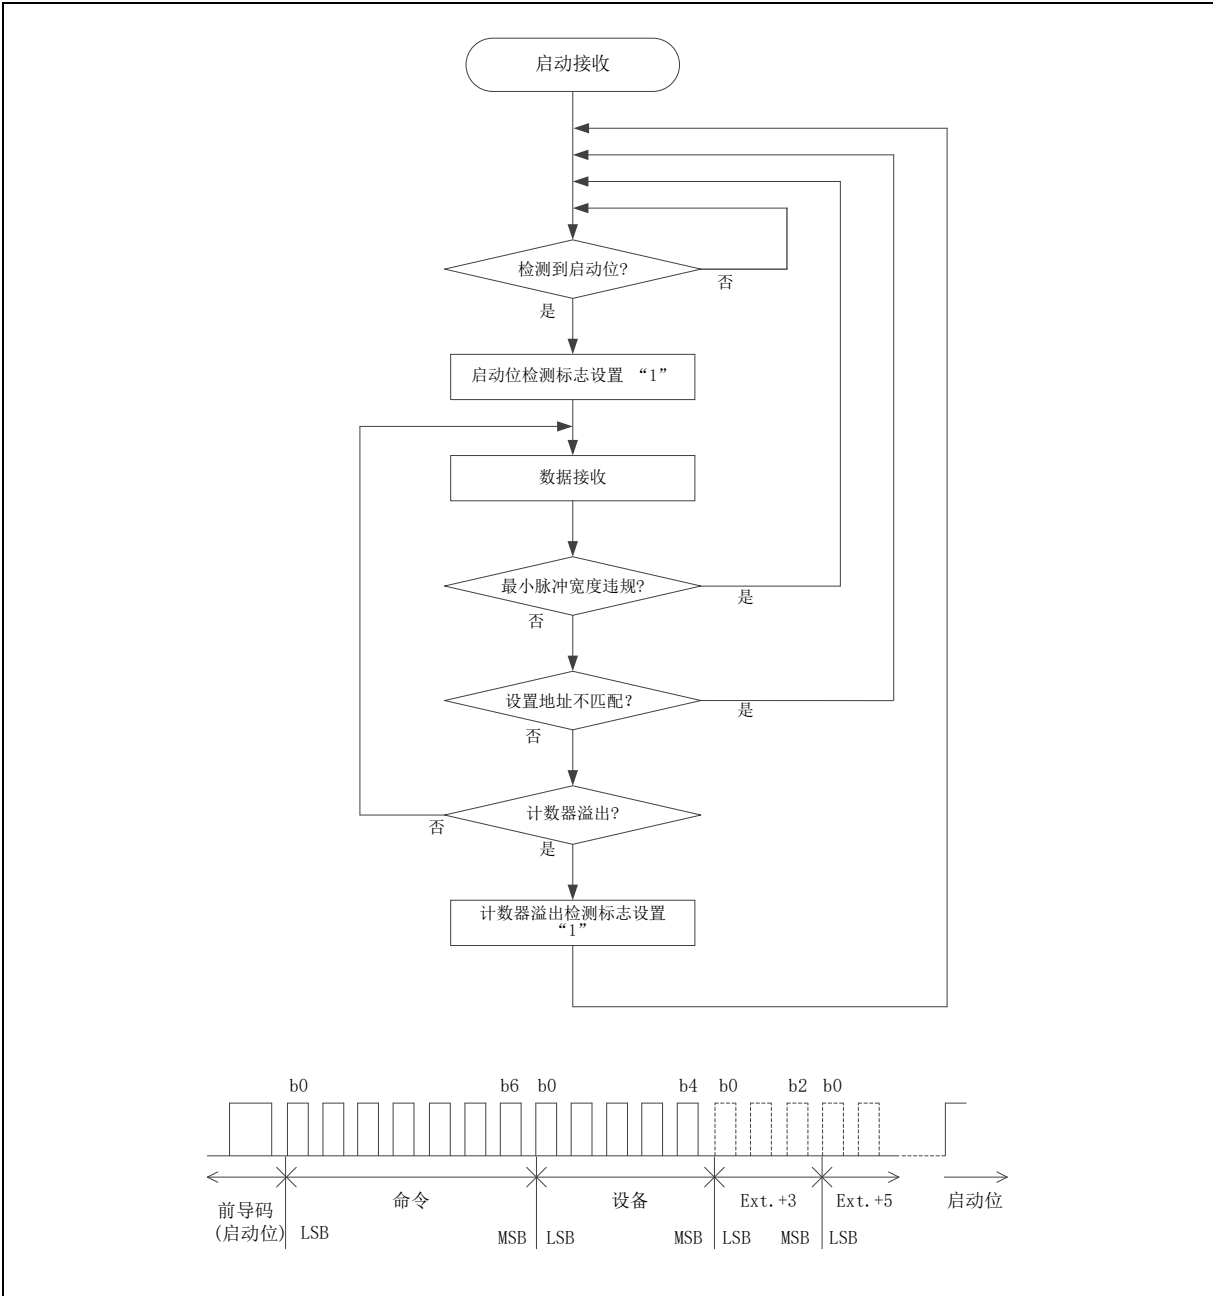 启动接收
检测到启动位?
否
是
启动位检测标志设置 “1”
数据接收
最小脉冲宽度违规?
是
否
设置地址不匹配?
是
否
计数器溢出?
否
是
计数器溢出检测标志设置
“1”
b0 b6 b0 b4 b0 b2 b0
前导码
(启动位)
命令 设备 Ext.+3 Ext.+5 启动位
LSB MSB LSB MSB LSB MSB LSB